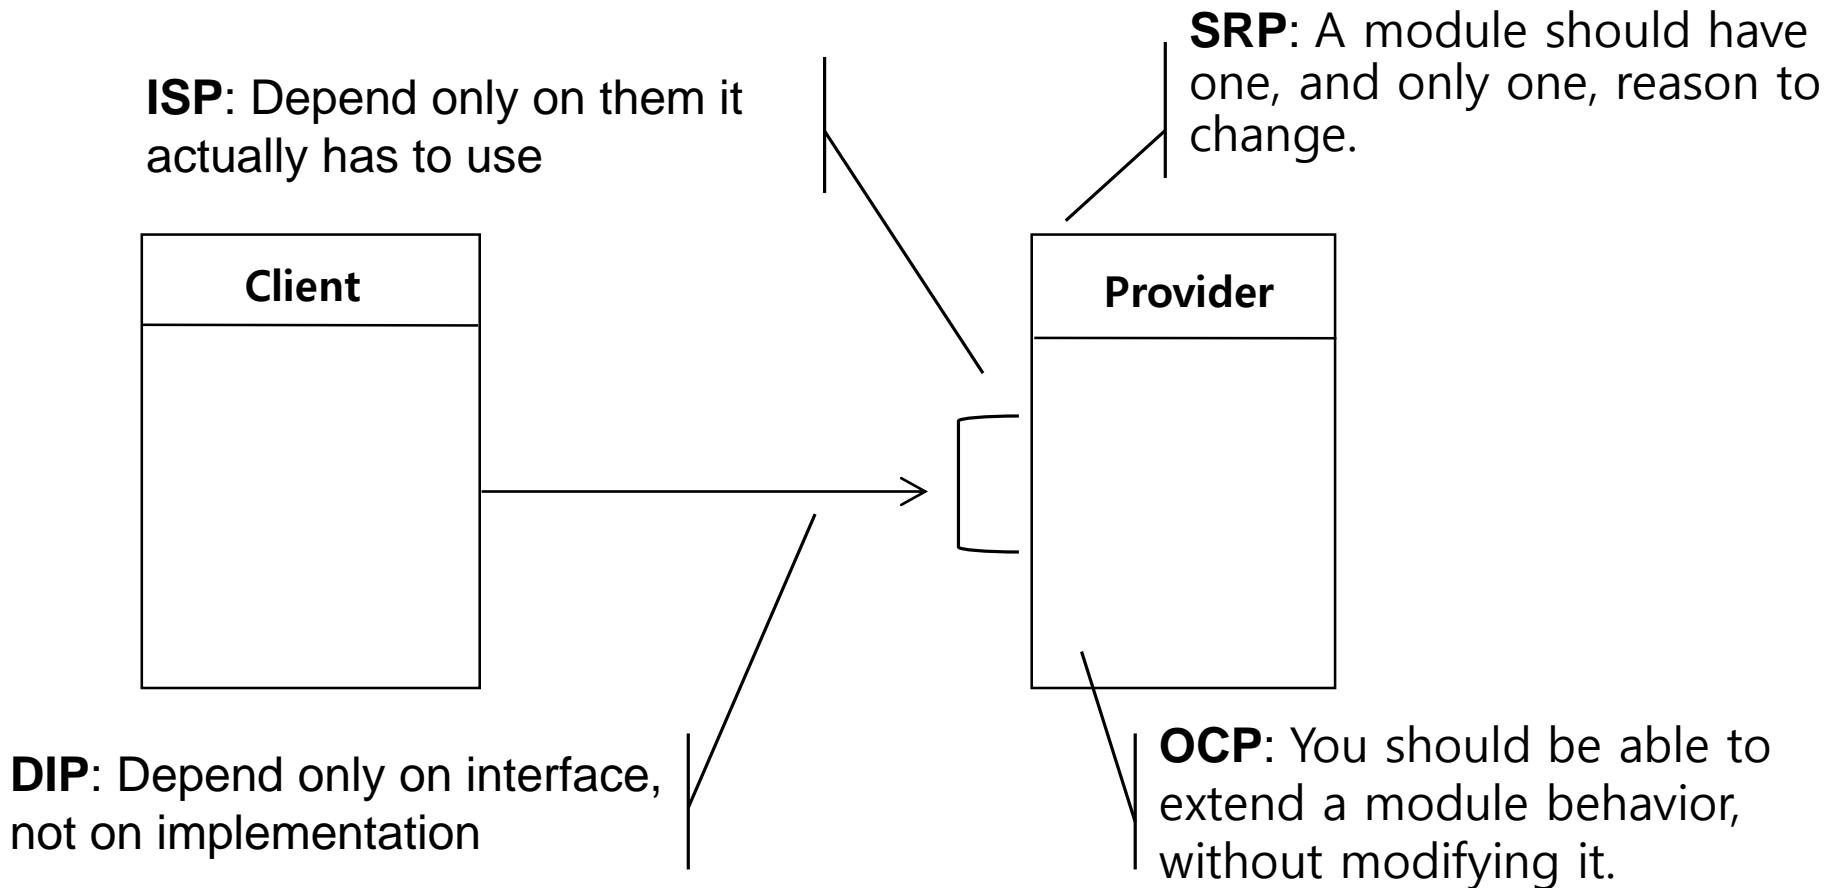 SRP: A module should have
one, and only one, reason to
change.
ISP: Depend only on them it
actually has to use
Client
Provider
DIP: Depend only on interface,
not on implementation
OCP: You should be able to
extend a module behavior,
without modifying it.